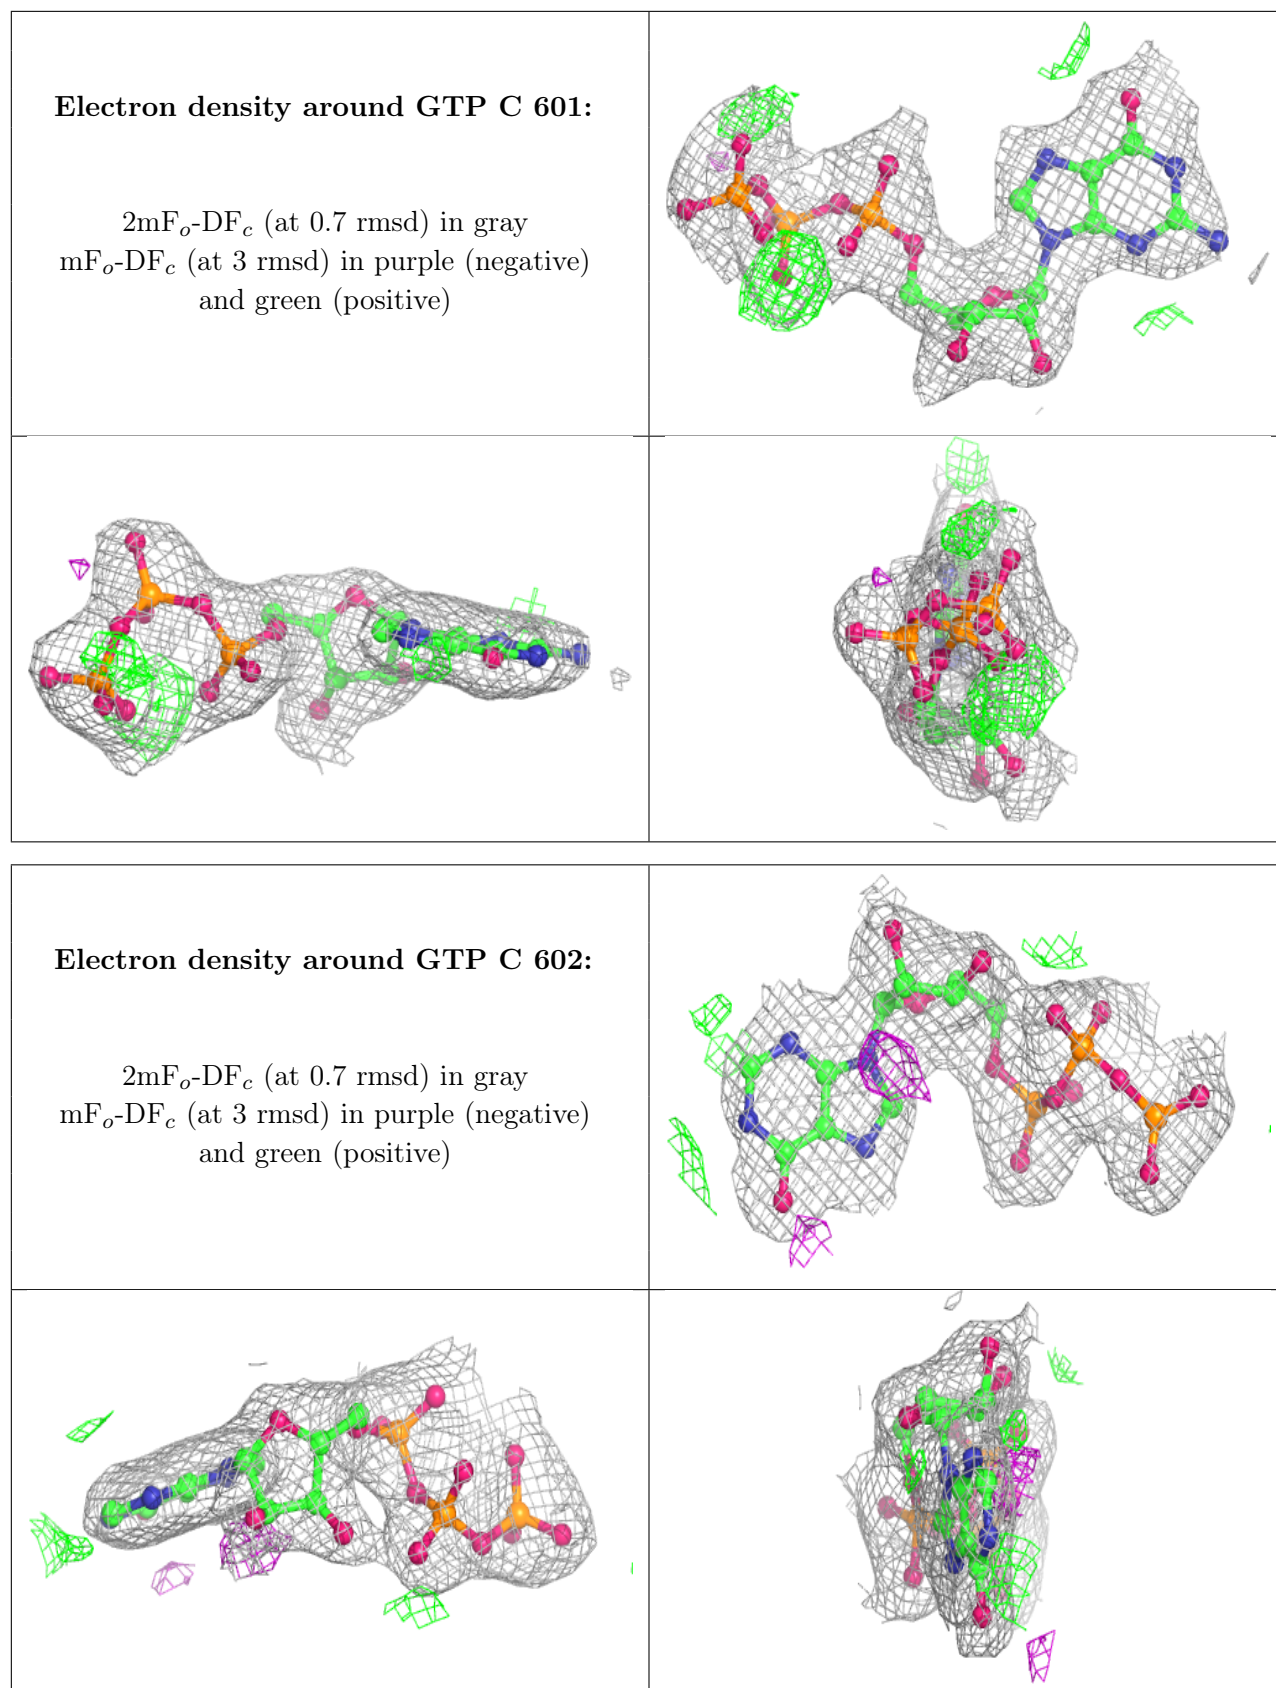 Electron density around GTP C 601:
2mFo-DFc (at 0.7 rmsd) in gray
mFo-DFc (at 3 rmsd) in purple (negative)
and green (positive)
Electron density around GTP C 602:
2mFo-DFc (at 0.7 rmsd) in gray
mFo-DFc (at 3 rmsd) in purple (negative)
and green (positive)